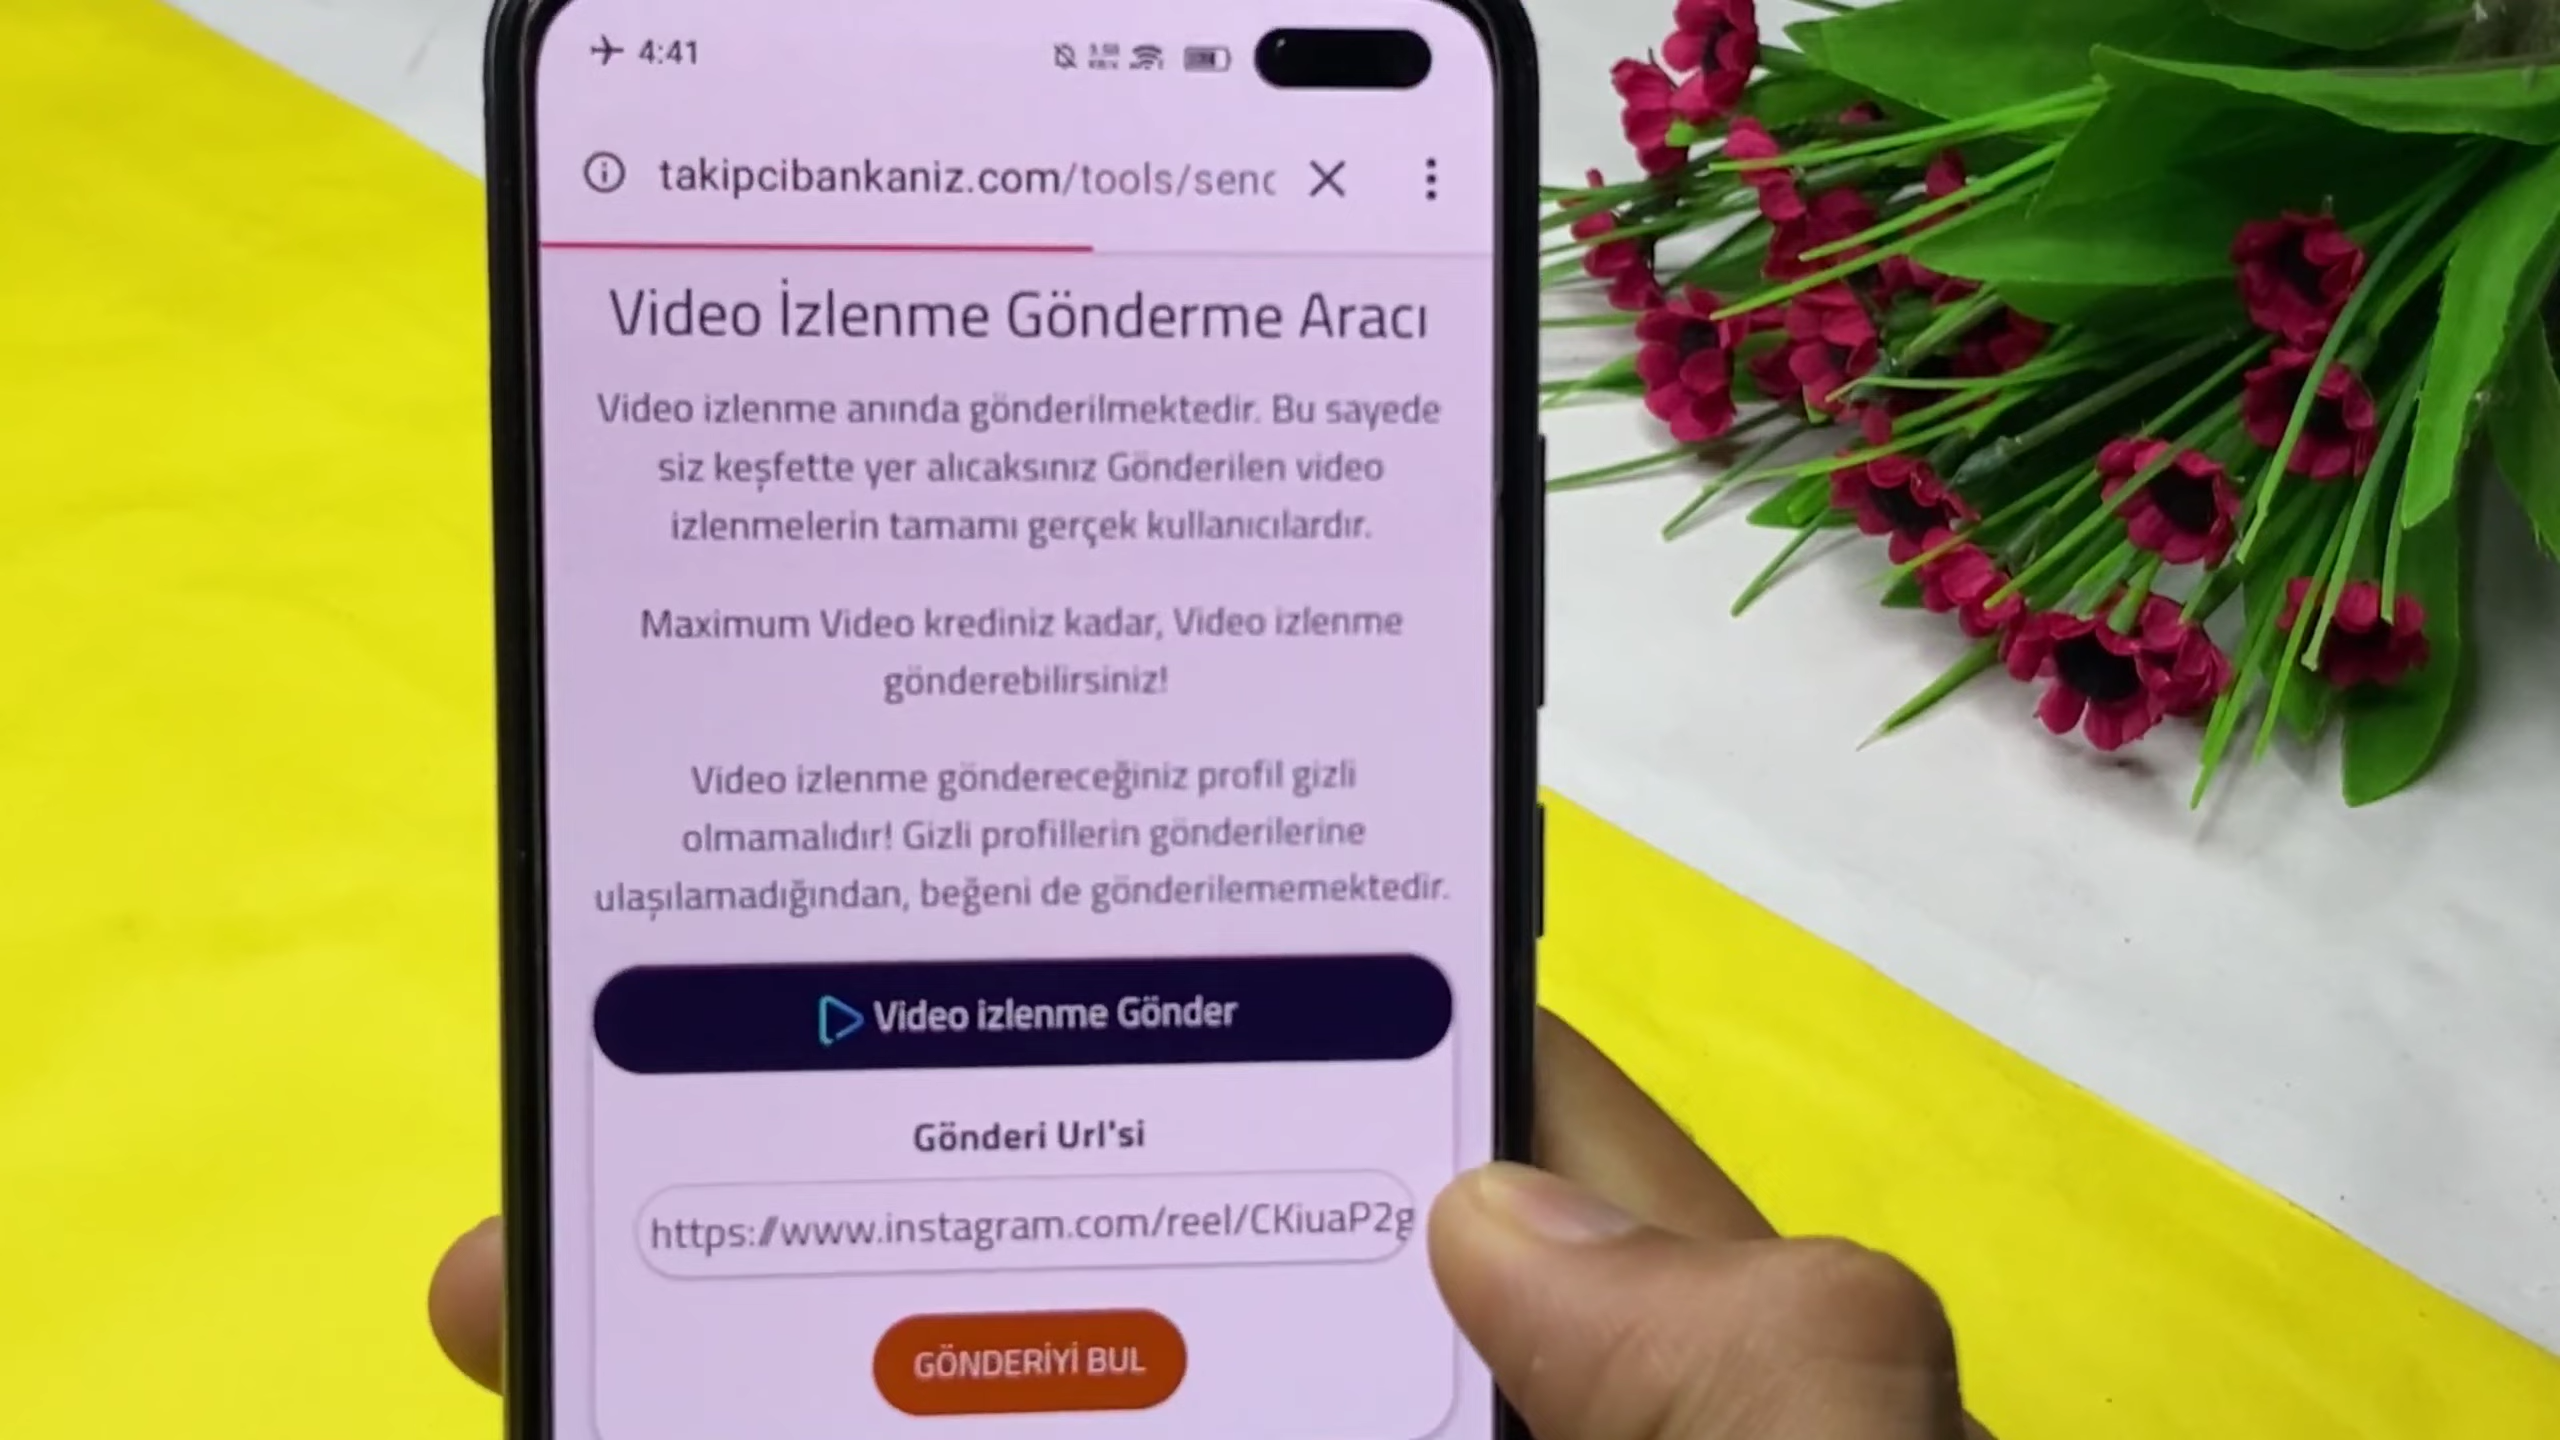 4:41
takipcibankaniz.com/tools/senc
Video İzlenme Gönderme Aracı
Video izlenme anında gönderilmektedir. Bu sayede
siz keşfette yer alıcaksınız Gönderilen video
izlenmelerin tamamı gerçek kullanıcılardır.
Maximum Video krediniz kadar, Video izlenme
gönderebilirsiniz!
Video izlenme göndereceğiniz profil gizli
olmamalıdır! Gizli profillerin gönderilerine
ulaşılamadığından, beğeni de gönderilememektedir.
Video izlenme Gönder
Gönderi Url'si
https://www.instagram.com/reel/CKiuaP2g
GÖNDERİYİ BUL